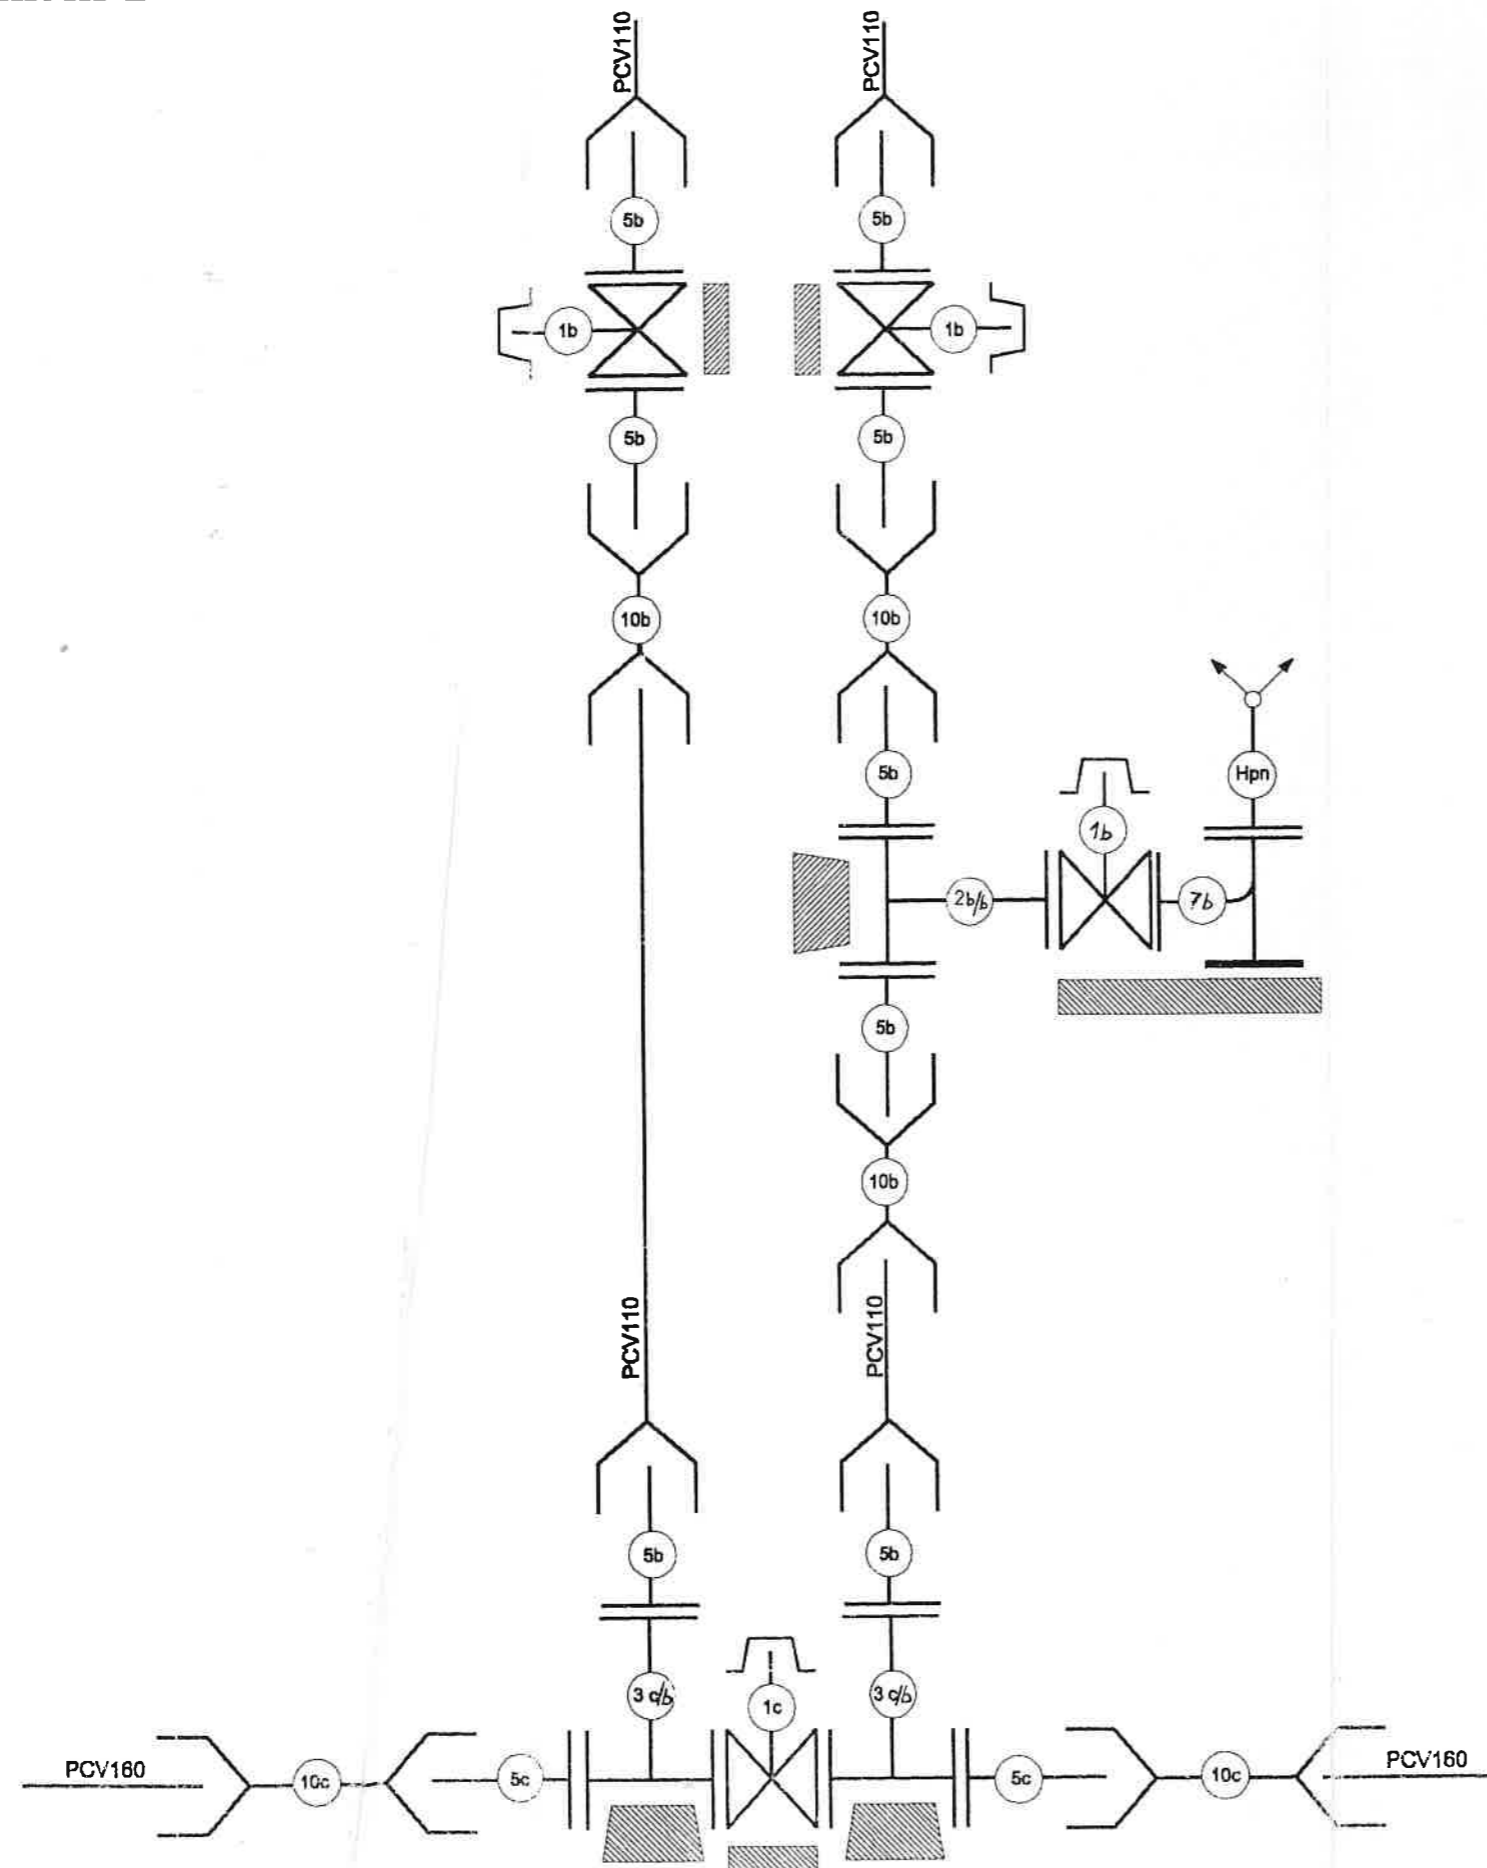 PCV110 PCV110
5b 5b
1b 1b
5b 5b
10b 10b
5b Hpn
1b
2b/b 7b
5b
10b
PCV110 PCV110
5b 5b
3 c/b 3 c/b
1c
PCV160 10c 5c 5c 10c PCV160